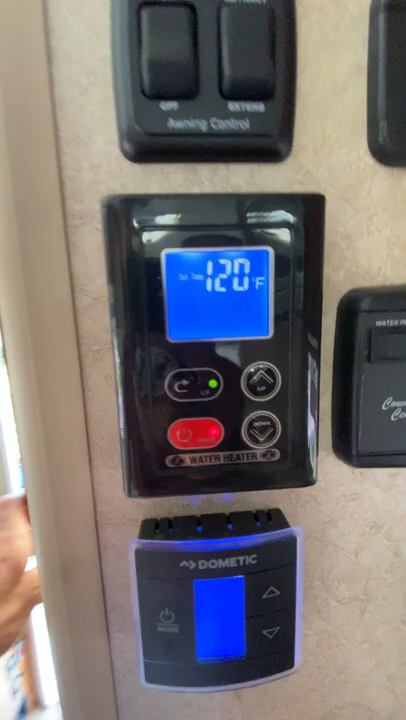 OFF
EXTEND
Awning Control
Set Temp 120°F
UP
DOWN
WATER HEATER
WATER
DOMETIC
MODE